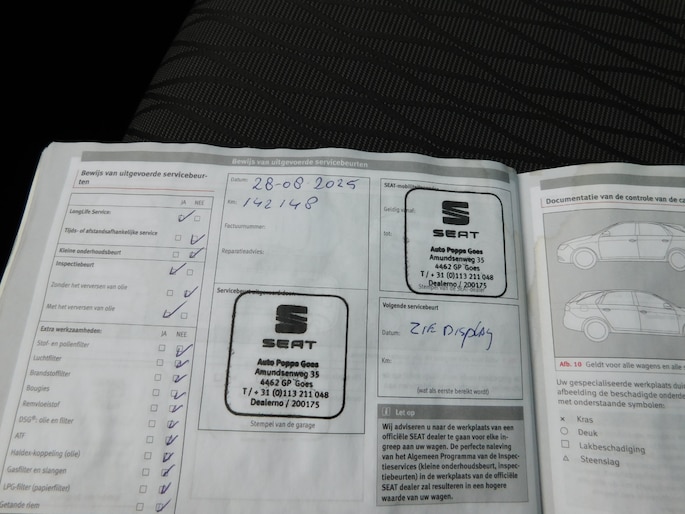 Bewijs van uitgevoerde servicebeurten
Bewijs van uitgevoerde servicebeur-
ten
JA NEE
LongLife Service:
Tijds- of afstandsafhankelijke service
Kleine onderhoudsbeurt
Inspectiebeurt
Zonder het verversen van olie
Met het verversen van olie
Extra werkzaamheden:
JA NEE
Stof- en pollenfilter
Luchtfilter
Brandstoffilter
Bougies
Remvloeistof
DSG®: olie en filter
ATF
Haldex-koppeling (olie)
Gasfilter en slangen
LPG-filter (papierfilter)
Getande riem
Datum: 28-08-2025
Km: 142148
Factuurnummer:
Reparatieadvies:
Servicebeurt uitgevoerd door:
SEAT
Auto Poppe Goes
Amundsenweg 35
4462 GP Goes
T / + 31 (0)113 211 048
Dealerno / 200175
Stempel van de garage
SEAT-mobiliteits
Geldig vanaf:
tot:
SEAT
Auto Poppe Goes
Amundsenweg 35
4462 GP Goes
T / + 31 (0)113 211 048
Dealerno / 200175
Stempel van de
Volgende servicebeurt
Datum: ZIE DISPLAY
Km:
(wat als eerste bereikt wordt)
i Let op
Wij adviseren u naar de werkplaats van een
officiële SEAT dealer te gaan voor elke in-
greep aan uw wagen. De perfecte naleving
van het Algemeen Programma van de Inspec-
tieservices (kleine onderhoudsbeurt, inspec-
tiebeurten) in de werkplaats van de officiële
SEAT dealer zal resulteren in een hogere
waarde van uw wagen.
Documentatie van de controle van de ca
Afb. 10 Geldt voor alle wagens en alle
Uw gespecialiseerde werkplaats dui
afbeelding de beschadigde onderde
met onderstaande symbolen:
× Kras
○ Deuk
□ Lakbeschadiging
△ Steenslag